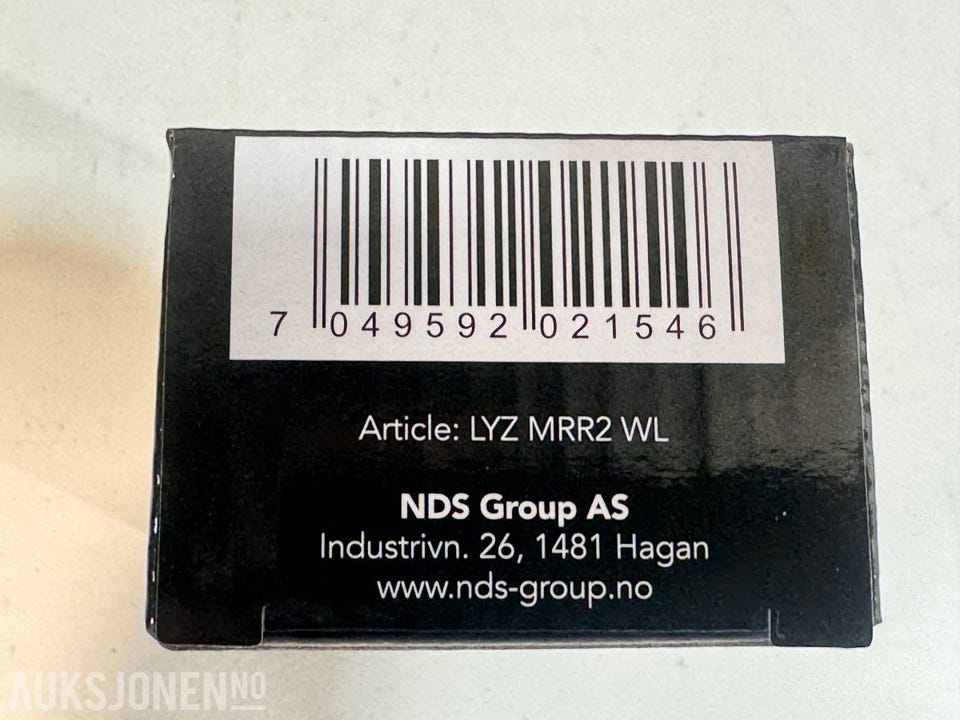 7 049592 021546
Article: LYZ MRR2 WL
NDS Group AS
Industrivn. 26, 1481 Hagan
www.nds-group.no
AUKSJONEN NO